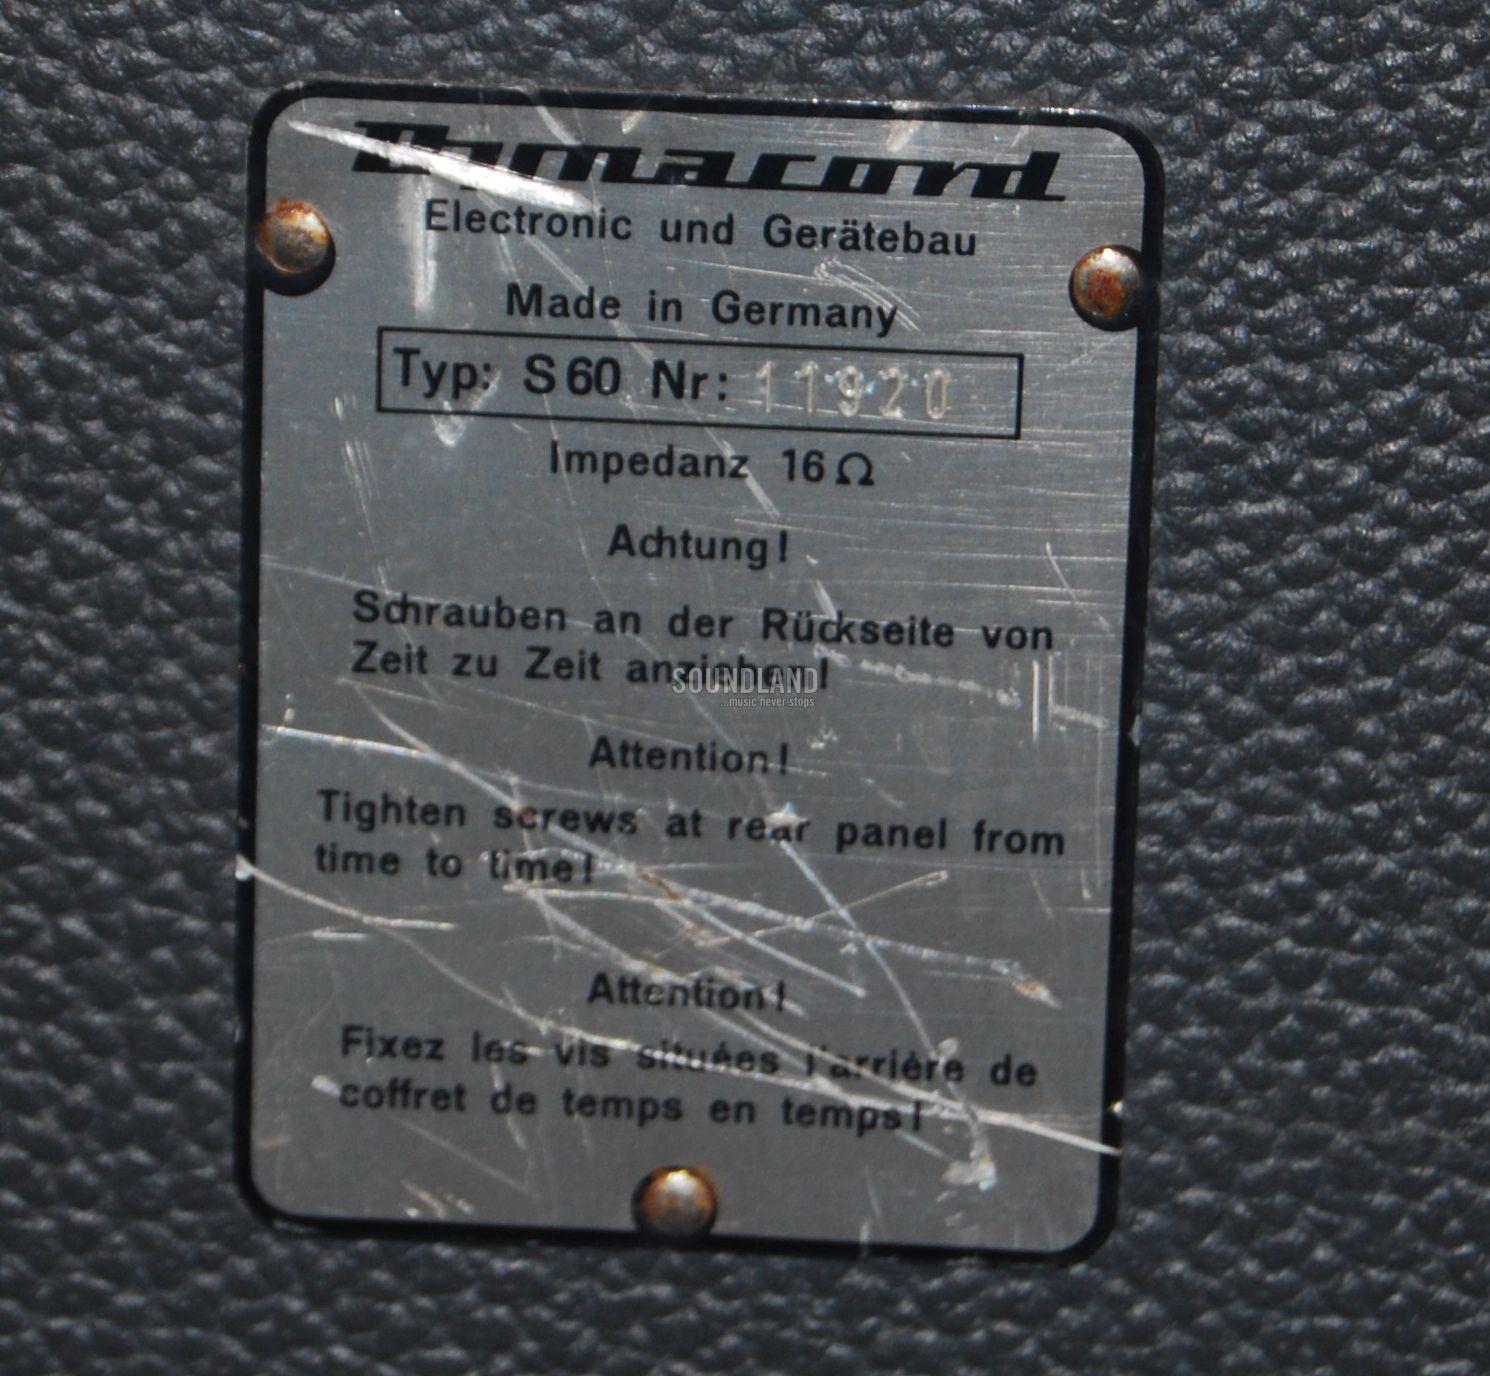 Dynacord
Electronic und Gerätebau
Made in Germany
Typ: S 60 Nr: 11920
Impedanz 16 Ω
Achtung!
Schrauben an der Rückseite von
Zeit zu Zeit anziehen!
SOUNDLAND
...music never stops
Attention!
Tighten screws at rear panel from
time to time!
Attention!
Fixez les vis situées l'arrière de
coffret de temps en temps!